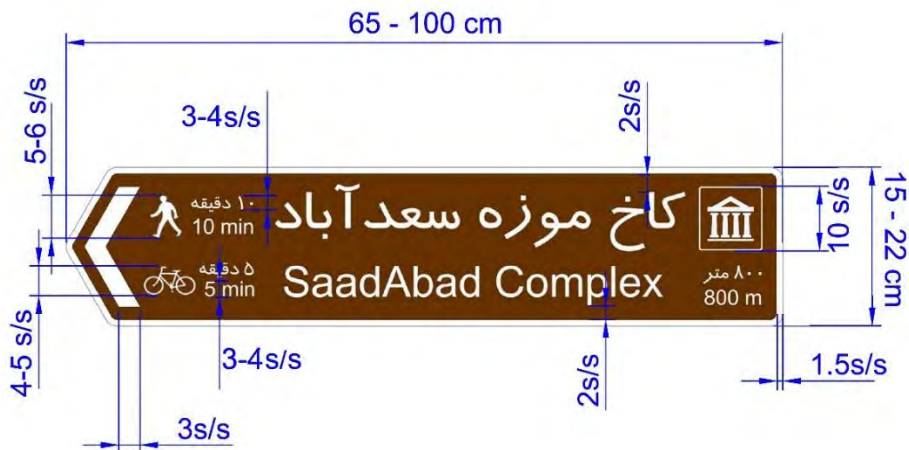 65 - 100 cm
5-6 s/s
3-4s/s
2s/s
۱۰ دقیقه
10 min
کاخ موزه سعدآباد
10 s/s
15 - 22 cm
۵ دقیقه
5 min
SaadAbad Complex
۸۰۰ متر
800 m
4-5 s/s
3-4s/s
2s/s
1.5s/s
3s/s